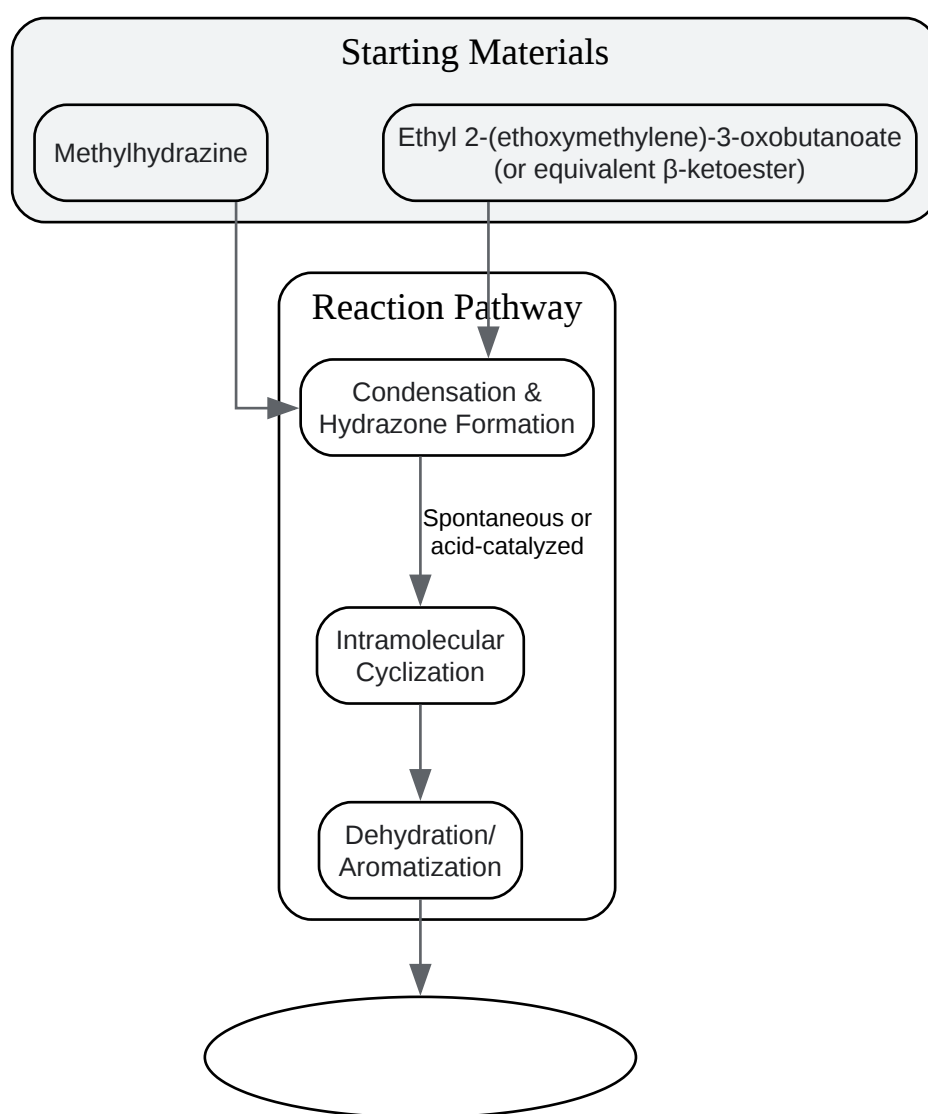 Starting Materials
Methylhydrazine
Ethyl 2-(ethoxymethylene)-3-oxobutanoate
(or equivalent β-ketoester)
Reaction Pathway
Condensation &
Hydrazone Formation
Spontaneous or
acid-catalyzed
Intramolecular
Cyclization
Dehydration/
Aromatization